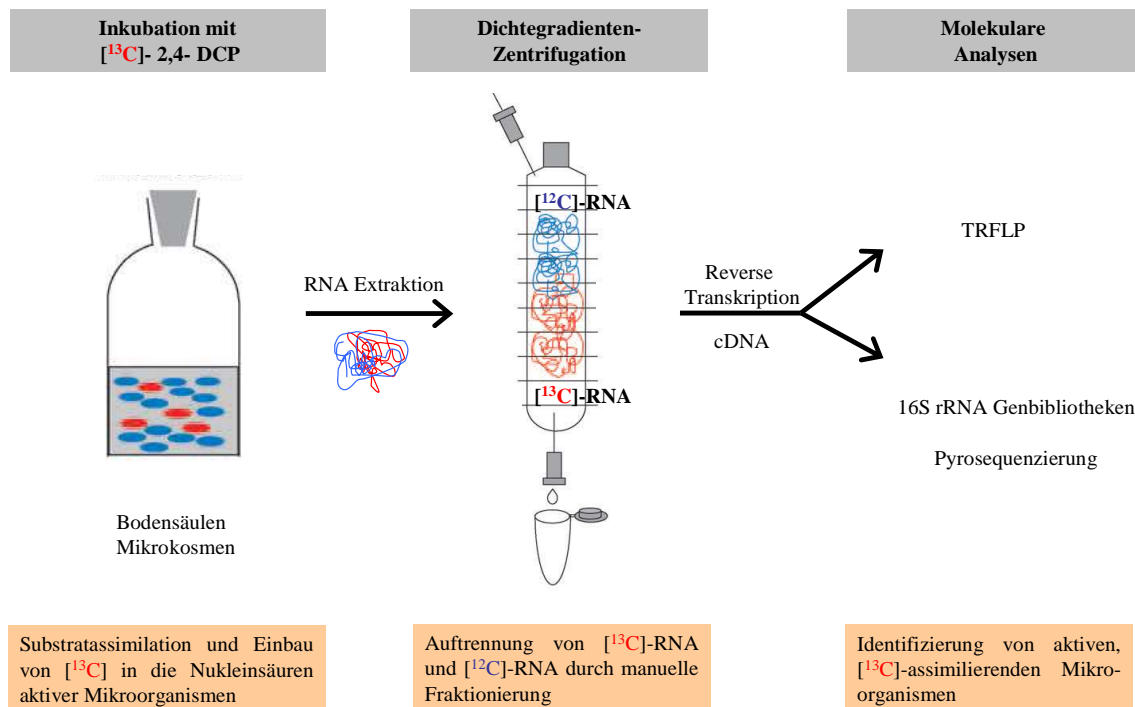 Inkubation mit
[¹³C]- 2,4- DCP
Dichtegradienten-
Zentrifugation
Molekulare
Analysen
RNA Extraktion
[¹²C]-RNA
[¹³C]-RNA
Reverse
Transkription
cDNA
TRFLP
16S rRNA Genbibliotheken
Pyrosequenzierung
Bodensäulen
Mikrokosmen
Substratassimilation und Einbau
von [¹³C] in die Nukleinsäuren
aktiver Mikroorganismen
Auftrennung von [¹³C]-RNA
und [¹²C]-RNA durch manuelle
Fraktionierung
Identifizierung von aktiven,
[¹³C]-assimilierenden Mikro-
organismen